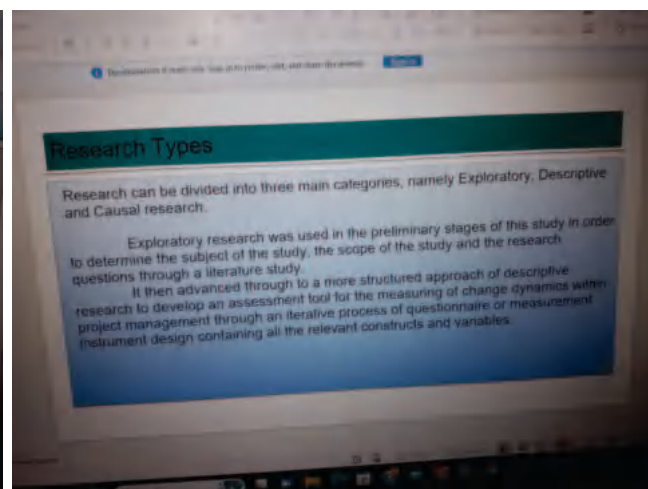 Research Types
Research can be divided into three main categories, namely Exploratory, Descriptive
and Causal research.
Exploratory research was used in the preliminary stages of this study in order
to determine the subject of the study, the scope of the study and the research
questions through a literature study.
It then advanced through to a more structured approach of descriptive
research to develop an assessment tool for the measuring of change dynamics within
project management through an iterative process of questionnaire or measurement
instrument design containing all the relevant constructs and variables.